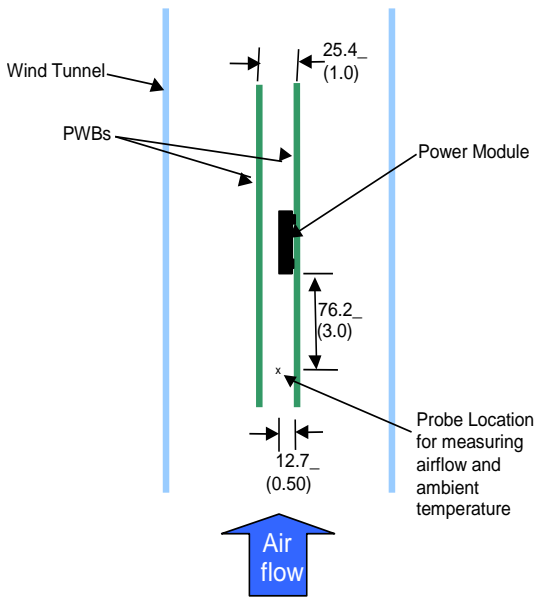 25.4_
(1.0)
Wind Tunnel
PWBs
Power Module
76.2_
(3.0)
x
Probe Location
for measuring
airflow and
ambient
temperature
12.7_
(0.50)
Air
flow